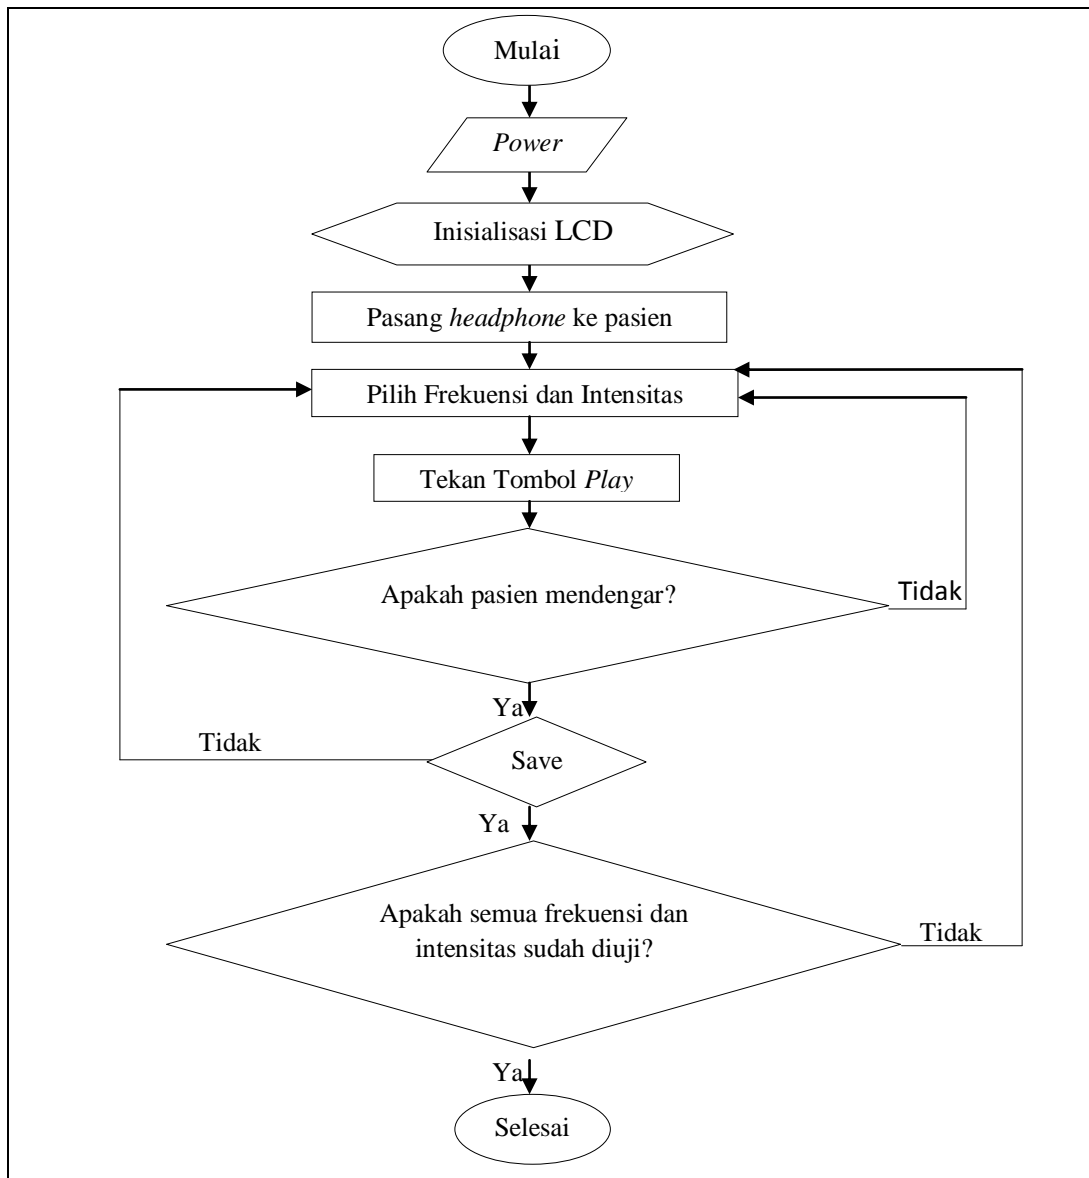 Mulai
Power
Inisialisasi LCD
Pasang headphone ke pasien
Pilih Frekuensi dan Intensitas
Tekan Tombol Play
Apakah pasien mendengar?
Tidak
Ya
Tidak
Save
Ya
Apakah semua frekuensi dan
intensitas sudah diuji?
Tidak
Ya
Selesai